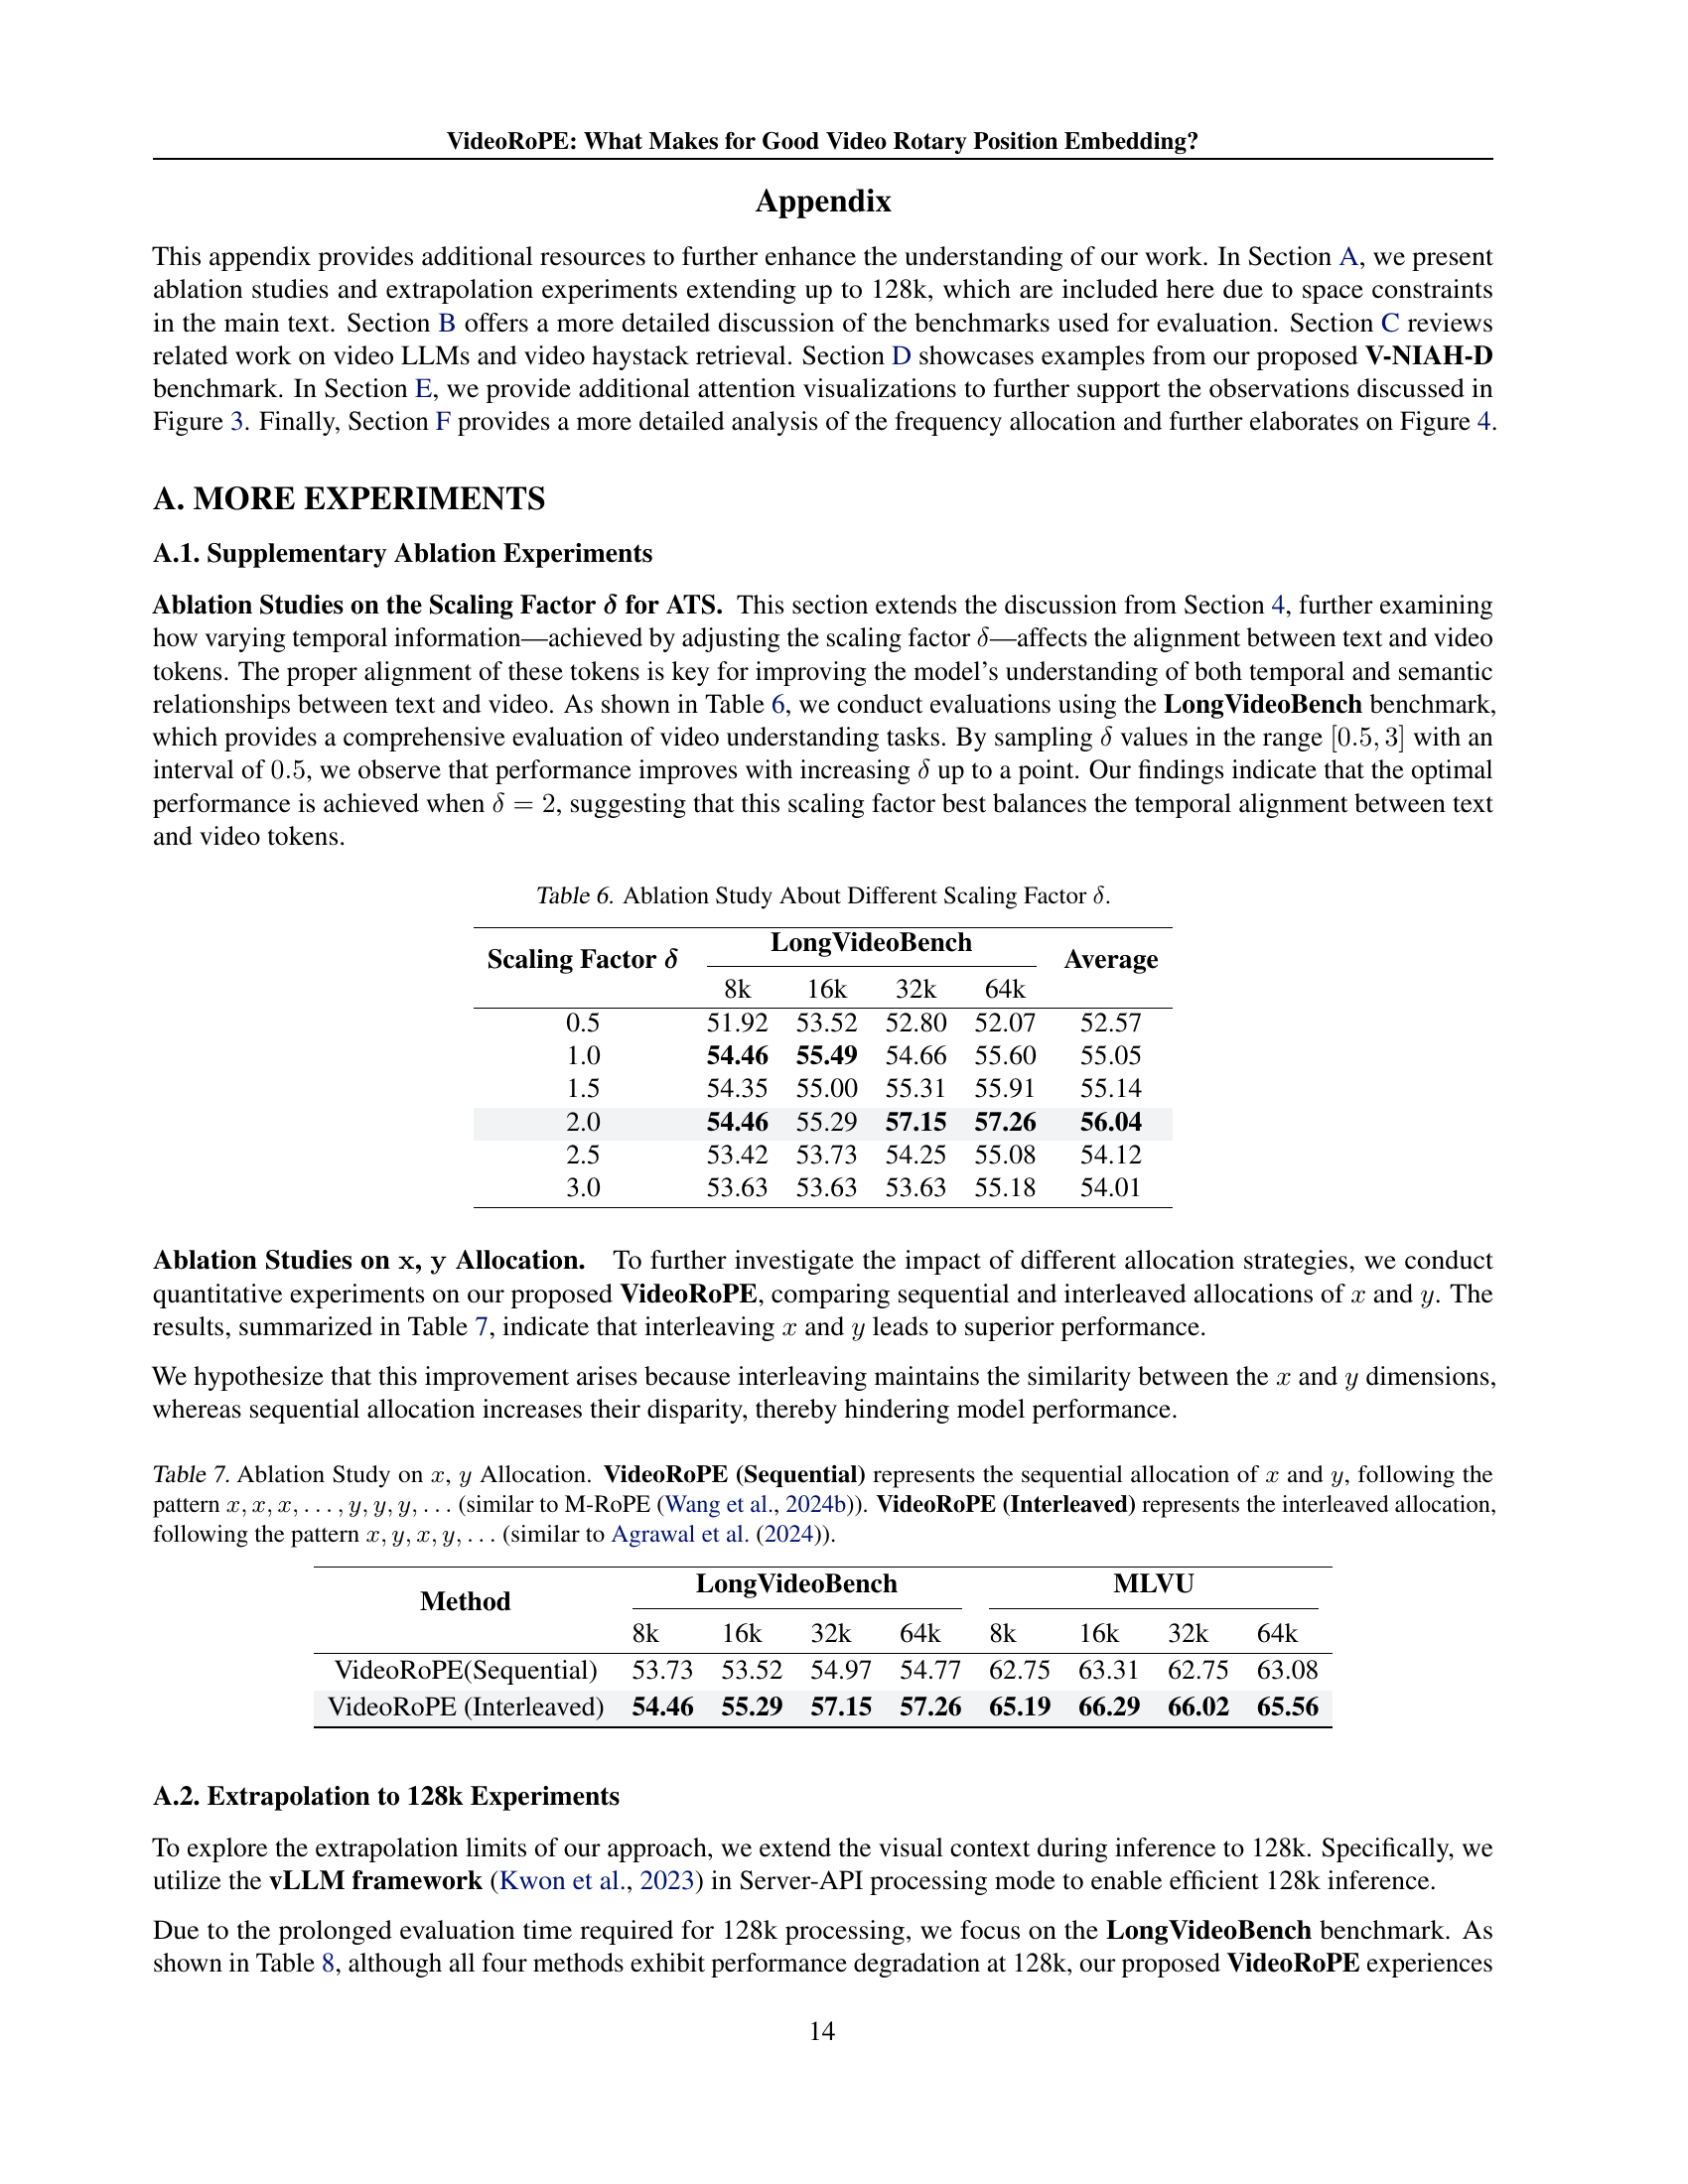 VideoRoPE: What Makes for Good Video Rotary Position Embedding?
Appendix
This appendix provides additional resources to further enhance the understanding of our work. In Section A, we present
ablation studies and extrapolation experiments extending up to 128k, which are included here due to space constraints
in the main text. Section B offers a more detailed discussion of the benchmarks used for evaluation. Section C reviews
related work on video LLMs and video haystack retrieval. Section D showcases examples from our proposed V-NIAH-D
benchmark. In Section E, we provide additional attention visualizations to further support the observations discussed in
Figure 3. Finally, Section F provides a more detailed analysis of the frequency allocation and further elaborates on Figure 4.
A. MORE EXPERIMENTS
A.1. Supplementary Ablation Experiments
Ablation Studies on the Scaling Factor δ for ATS. This section extends the discussion from Section 4, further examining
how varying temporal information—achieved by adjusting the scaling factor δ—affects the alignment between text and video
tokens. The proper alignment of these tokens is key for improving the model's understanding of both temporal and semantic
relationships between text and video. As shown in Table 6, we conduct evaluations using the LongVideoBench benchmark,
which provides a comprehensive evaluation of video understanding tasks. By sampling δ values in the range [0.5, 3] with an
interval of 0.5, we observe that performance improves with increasing δ up to a point. Our findings indicate that the optimal
performance is achieved when δ = 2, suggesting that this scaling factor best balances the temporal alignment between text
and video tokens.
Table 6. Ablation Study About Different Scaling Factor δ.
Scaling Factor δ LongVideoBench Average
8k 16k 32k 64k
0.5 51.92 53.52 52.80 52.07 52.57
1.0 54.46 55.49 54.66 55.60 55.05
1.5 54.35 55.00 55.31 55.91 55.14
2.0 54.46 55.29 57.15 57.26 56.04
2.5 53.42 53.73 54.25 55.08 54.12
3.0 53.63 53.63 53.63 55.18 54.01
Ablation Studies on x, y Allocation. To further investigate the impact of different allocation strategies, we conduct
quantitative experiments on our proposed VideoRoPE, comparing sequential and interleaved allocations of x and y. The
results, summarized in Table 7, indicate that interleaving x and y leads to superior performance.
We hypothesize that this improvement arises because interleaving maintains the similarity between the x and y dimensions,
whereas sequential allocation increases their disparity, thereby hindering model performance.
Table 7. Ablation Study on x, y Allocation. VideoRoPE (Sequential) represents the sequential allocation of x and y, following the
pattern x, x, x, . . . , y, y, y, . . . (similar to M-RoPE (Wang et al., 2024b)). VideoRoPE (Interleaved) represents the interleaved allocation,
following the pattern x, y, x, y, . . . (similar to Agrawal et al. (2024)).
Method LongVideoBench MLVU
8k 16k 32k 64k 8k 16k 32k 64k
VideoRoPE(Sequential) 53.73 53.52 54.97 54.77 62.75 63.31 62.75 63.08
VideoRoPE (Interleaved) 54.46 55.29 57.15 57.26 65.19 66.29 66.02 65.56
A.2. Extrapolation to 128k Experiments
To explore the extrapolation limits of our approach, we extend the visual context during inference to 128k. Specifically, we
utilize the vLLM framework (Kwon et al., 2023) in Server-API processing mode to enable efficient 128k inference.
Due to the prolonged evaluation time required for 128k processing, we focus on the LongVideoBench benchmark. As
shown in Table 8, although all four methods exhibit performance degradation at 128k, our proposed VideoRoPE experiences
14